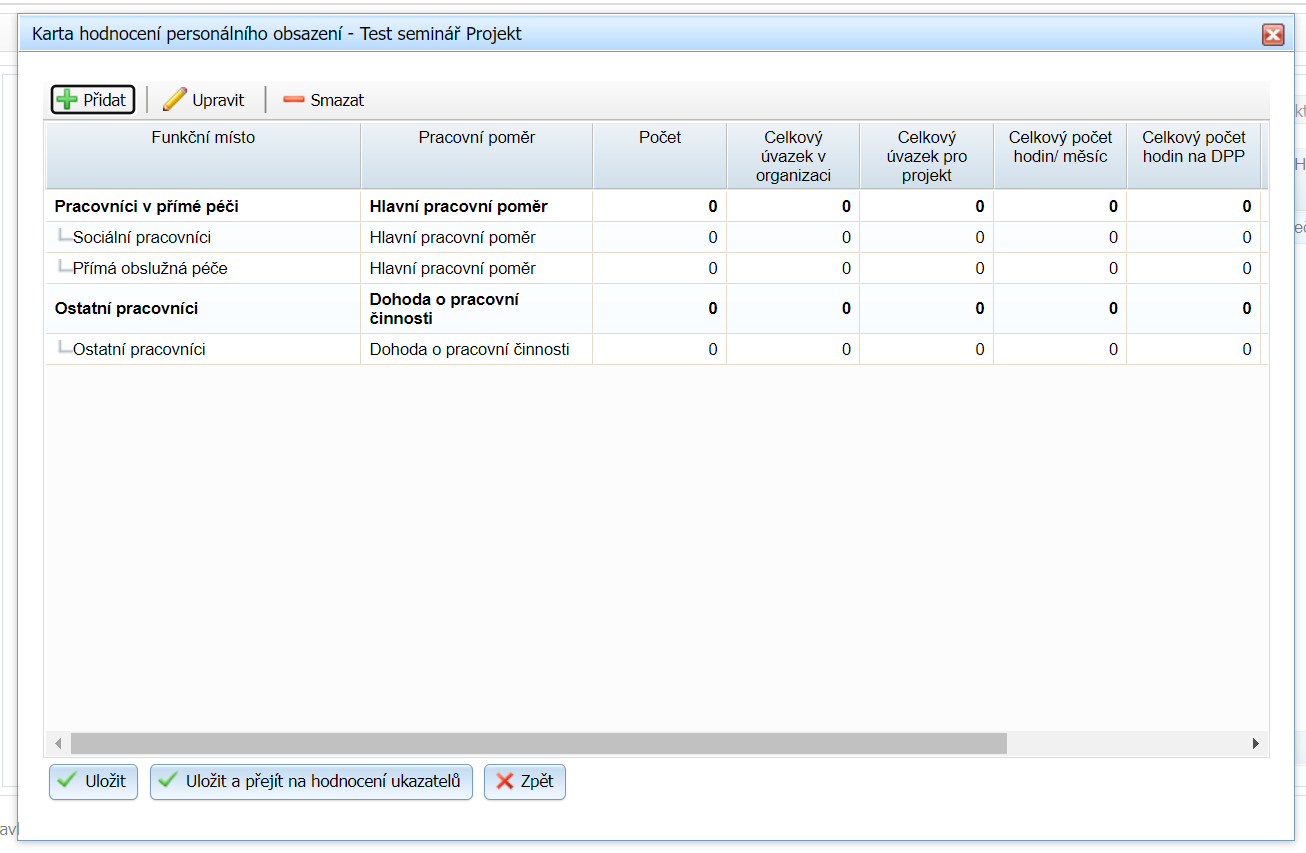 Karta hodnocení personálního obsazení - Test seminář Projekt
Přidat Upravit Smazat
Funkční místo Pracovní poměr Počet Celkový úvazek v organizaci Celkový úvazek pro projekt Celkový počet hodin/ měsíc Celkový počet hodin na DPP
Pracovníci v přímé péči Hlavní pracovní poměr 0 0 0 0 0
Sociální pracovníci Hlavní pracovní poměr 0 0 0 0 0
Přímá obslužná péče Hlavní pracovní poměr 0 0 0 0 0
Ostatní pracovníci Dohoda o pracovní činnosti 0 0 0 0 0
Ostatní pracovníci Dohoda o pracovní činnosti 0 0 0 0 0
Uložit Uložit a přejít na hodnocení ukazatelů Zpět